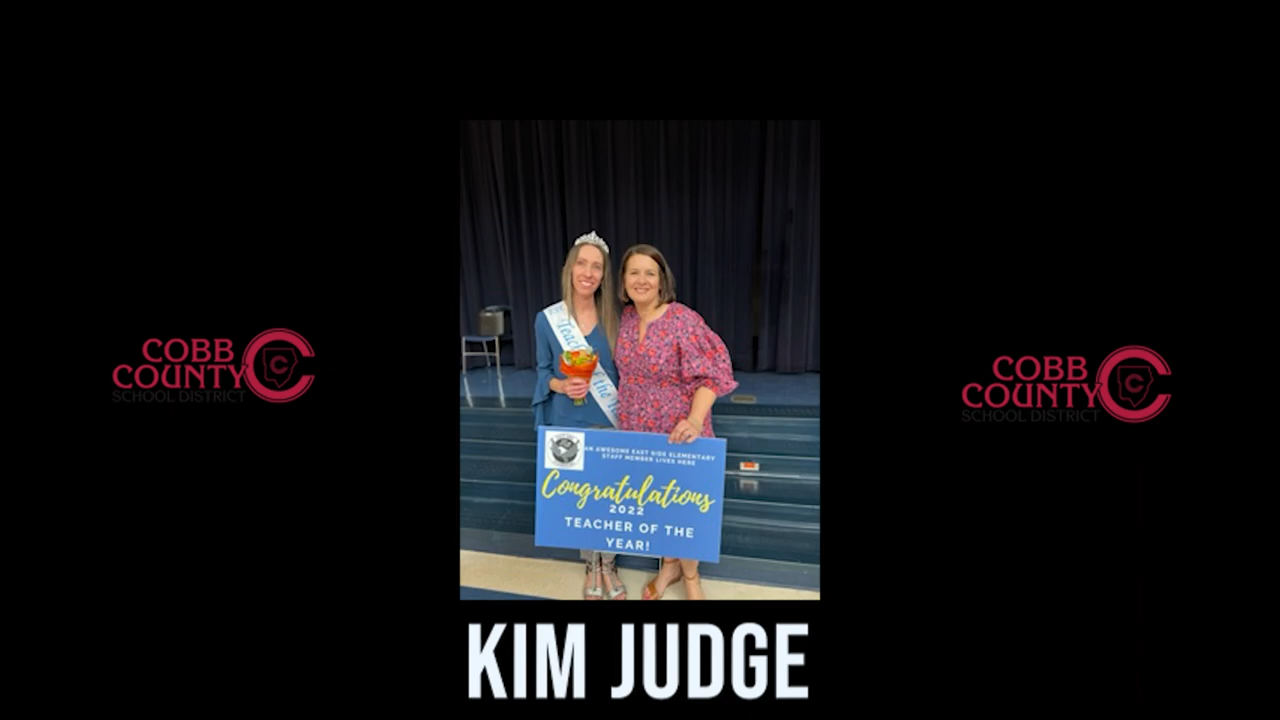 COBB
COUNTY
SCHOOL DISTRICT
C
AN AWESOME EAST SIDE ELEMENTARY
STAFF MEMBER LIVES HERE
Congratulations
2022
TEACHER OF THE
YEAR!
COBB
COUNTY
SCHOOL DISTRICT
C
KIM JUDGE